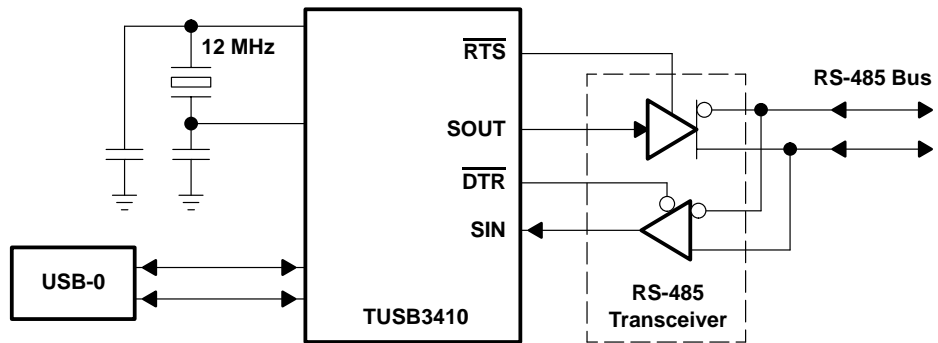 12 MHz
RTS
RS-485 Bus
SOUT
DTR
SIN
USB-0
RS-485
Transceiver
TUSB3410